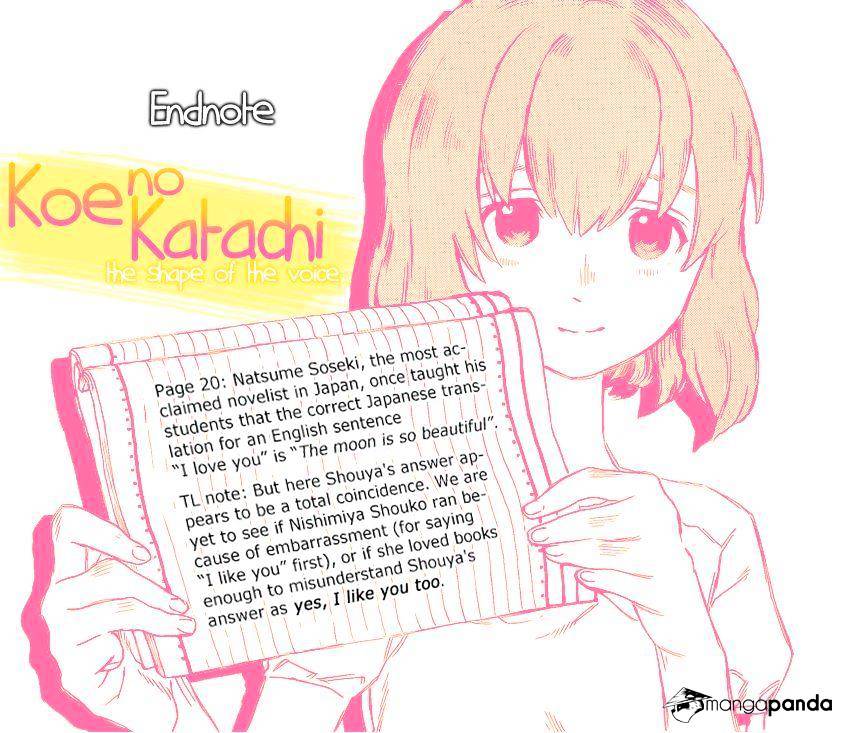 Endnote
Koe no Katachi
the shape of the voice
Page 20: Natsume Soseki, the most ac-
claimed novelist in Japan, once taught his
students that the correct Japanese trans-
lation for an English sentence
“I love you” is “The moon is so beautiful”.
TL note: But here Shouya's answer ap-
pears to be a total coincidence. We are
yet to see if Nishimiya Shouko ran be-
cause of embarrassment (for saying
“I like you” first), or if she loved books
enough to misunderstand Shouya's
answer as yes, I like you too.
mangapanda